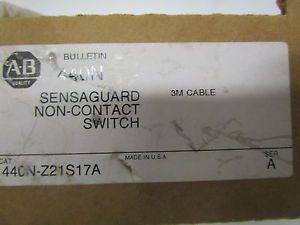 AB
QUALITY
BULLETIN
440N
SENSAGUARD
NON-CONTACT
SWITCH
3M CABLE
CAT
440N-Z21S17A
MADE IN U.S.A.
SER
A